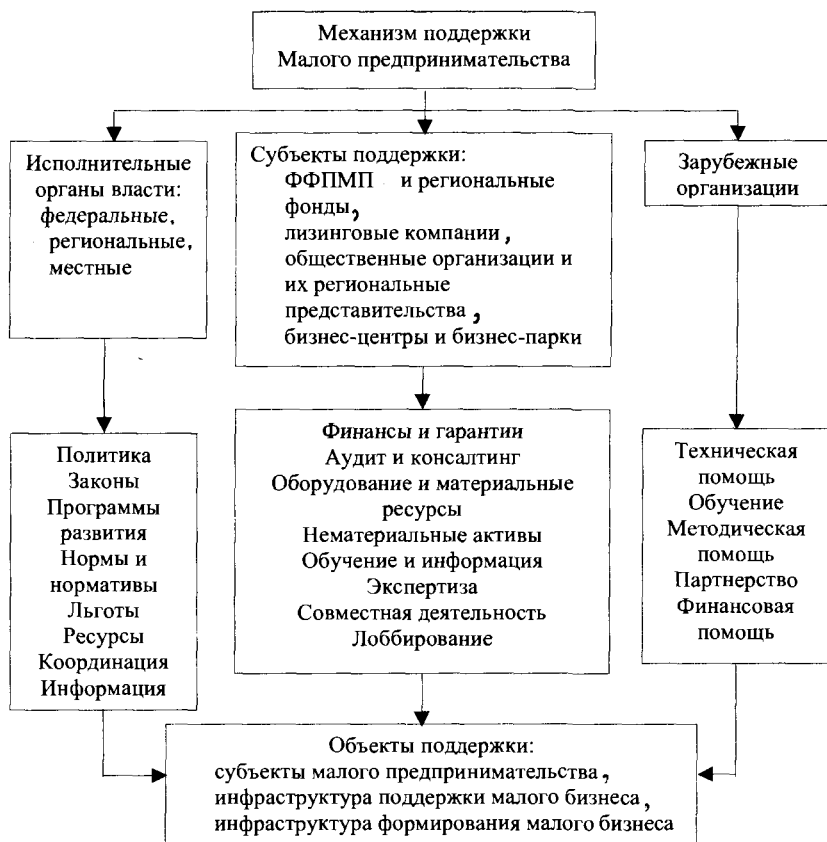 Механизм поддержки
Малого предпринимательства
Исполнительные
органы власти:
федеральные,
региональные,
местные
Субъекты поддержки:
ФФПМП и региональные
фонды,
лизинговые компании,
общественные организации и
их региональные
представительства,
бизнес-центры и бизнес-парки
Зарубежные
организации
Политика
Законы
Программы
развития
Нормы и
нормативы
Льготы
Ресурсы
Координация
Информация
Финансы и гарантии
Аудит и консалтинг
Оборудование и материальные
ресурсы
Нематериальные активы
Обучение и информация
Экспертиза
Совместная деятельность
Лоббирование
Техническая
помощь
Обучение
Методическая
помощь
Партнерство
Финансовая
помощь
Объекты поддержки:
субъекты малого предпринимательства,
инфраструктура поддержки малого бизнеса,
инфраструктура формирования малого бизнеса